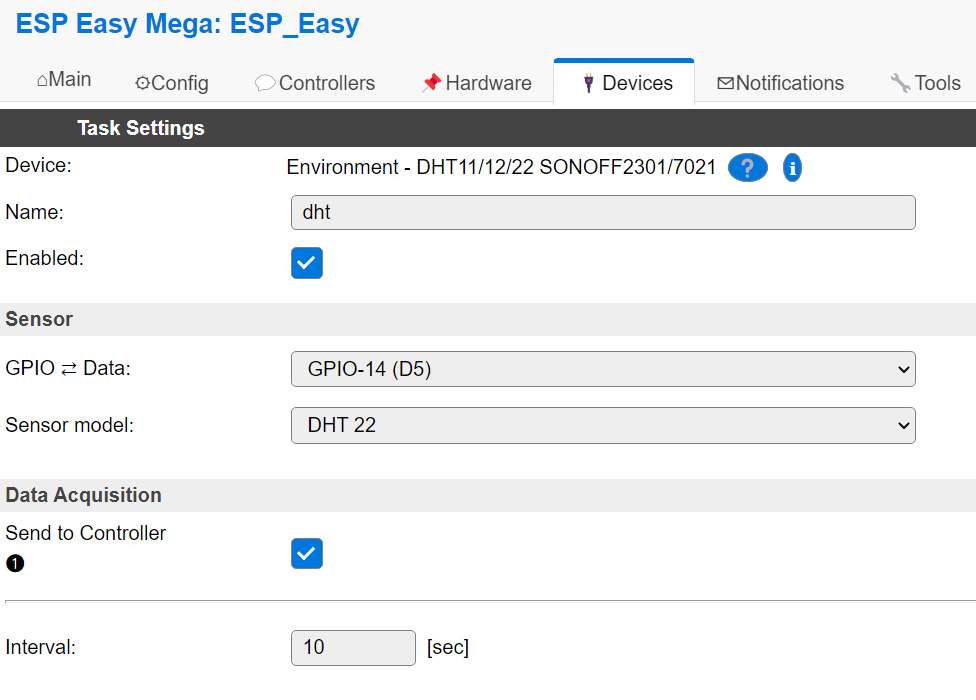 ESP Easy Mega: ESP_Easy
⌂Main ⚙Config 💬Controllers 📌Hardware 🔌Devices ✉Notifications 🔧Tools
Task Settings
Device: Environment - DHT11/12/22 SONOFF2301/7021 ? i
Name: dht
Enabled:
Sensor
GPIO ⇄ Data: GPIO-14 (D5)
Sensor model: DHT 22
Data Acquisition
Send to Controller
❶
Interval: 10 [sec]